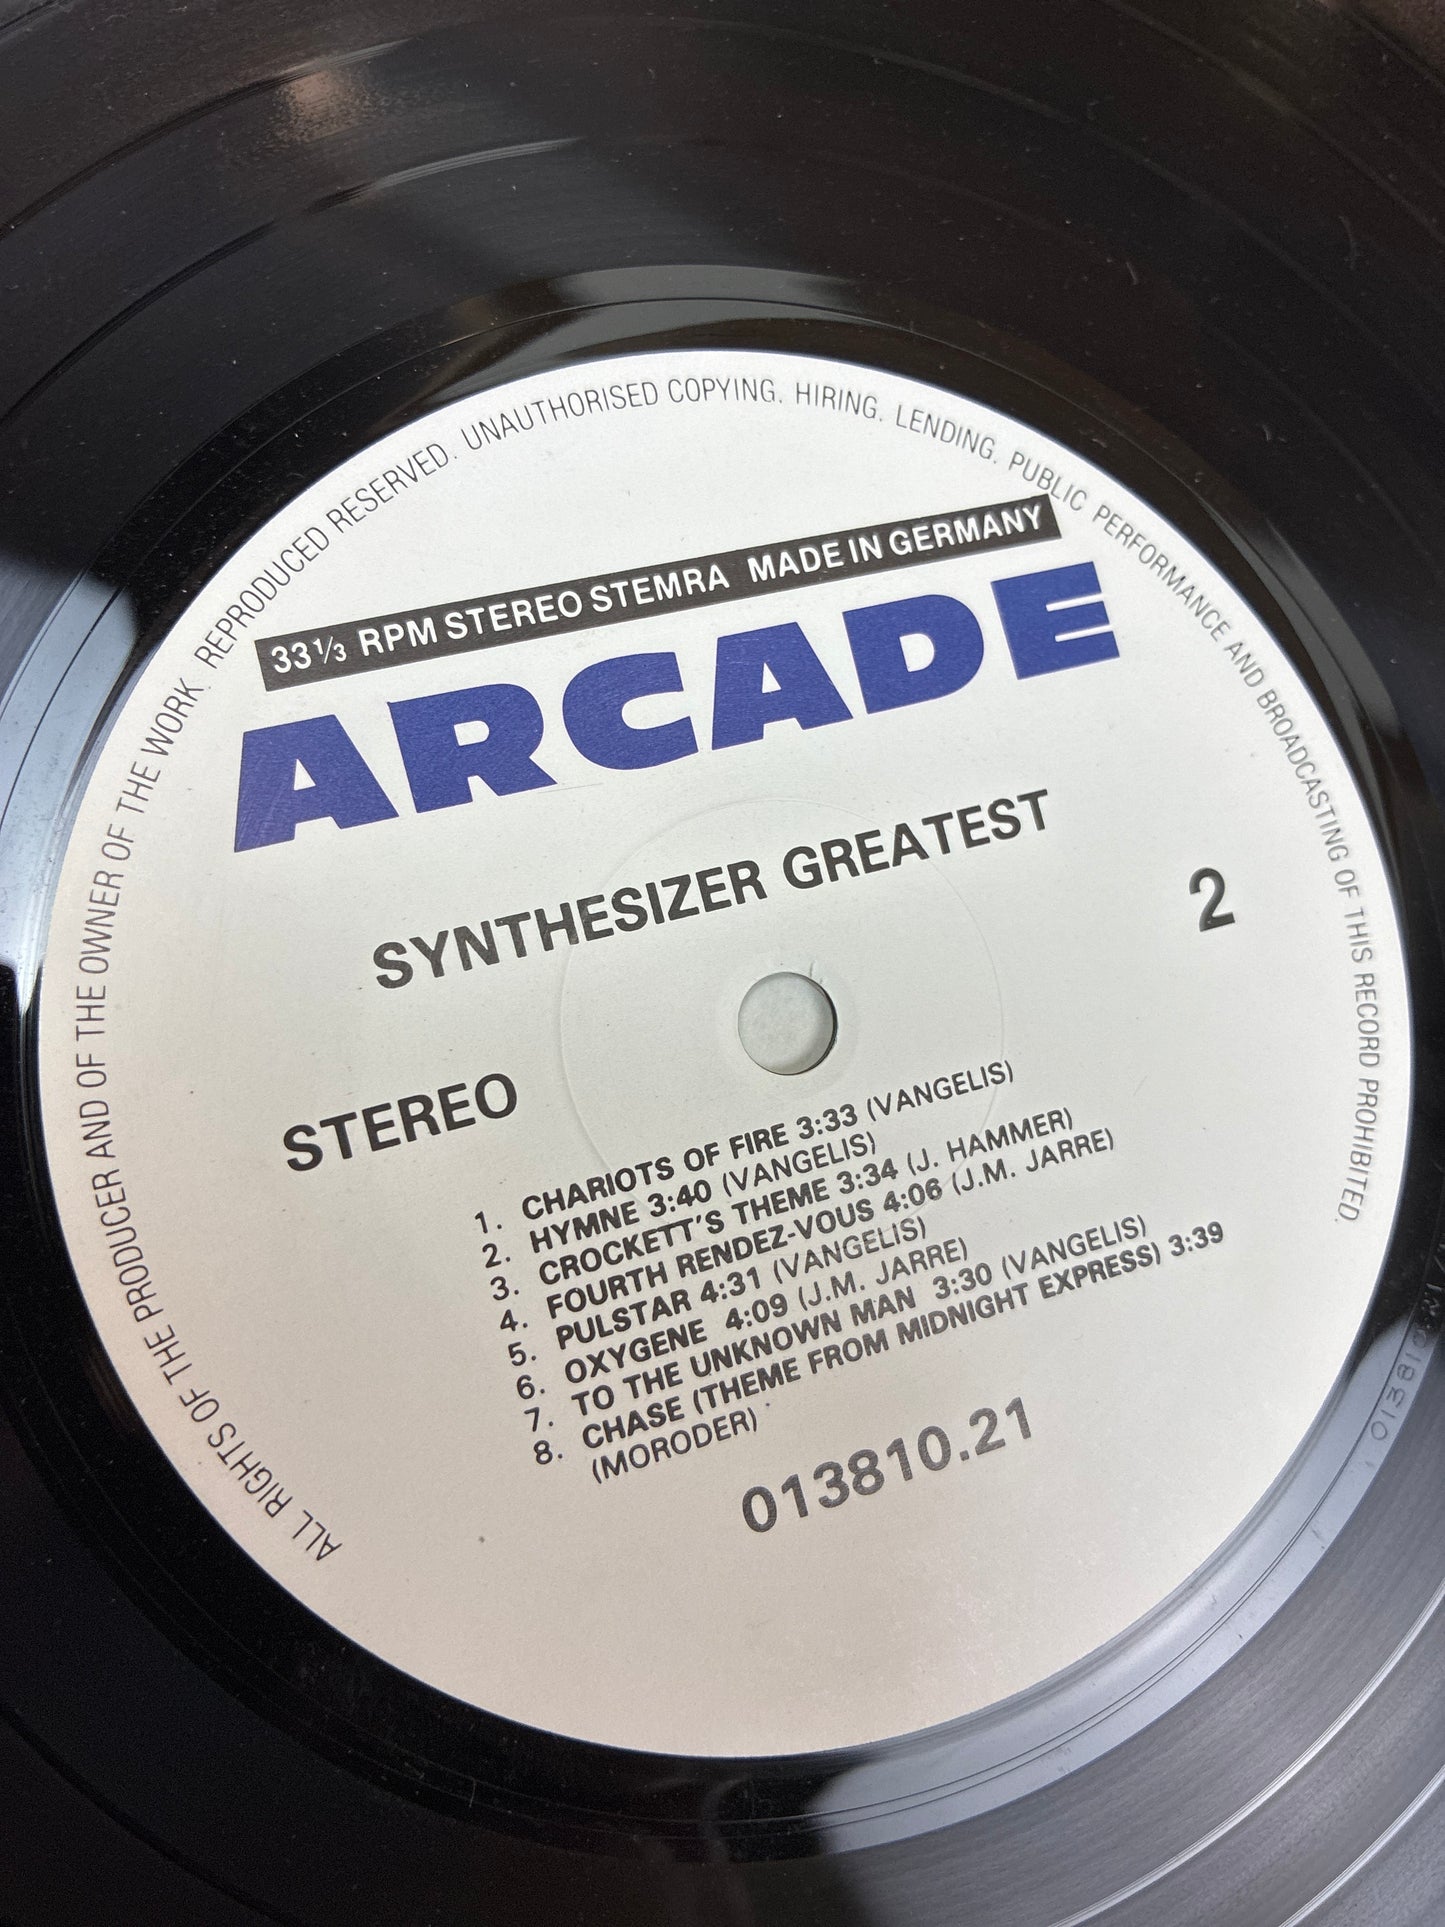 ALL RIGHTS OF THE PRODUCER AND OF THE OWNER OF THE WORK. REPRODUCED RESERVED. UNAUTHORISED COPYING. HIRING. LENDING. PUBLIC PERFORMANCE AND BROADCASTING OF THIS RECORD PROHIBITED.
33 1/3 RPM STEREO STEMRA MADE IN GERMANY
ARCADE
SYNTHESIZER GREATEST
2
STEREO
1. CHARIOTS OF FIRE 3:33 (VANGELIS)
2. HYMNE 3:40 (VANGELIS)
3. CROCKETT'S THEME 3:34 (J. HAMMER)
4. FOURTH RENDEZ-VOUS 4:06 (J.M. JARRE)
5. PULSTAR 4:31 (VANGELIS)
6. OXYGENE 4:09 (J.M. JARRE)
7. TO THE UNKNOWN MAN 3:30 (VANGELIS)
8. CHASE (THEME FROM MIDNIGHT EXPRESS) 3:39
(MORODER)
013810.21